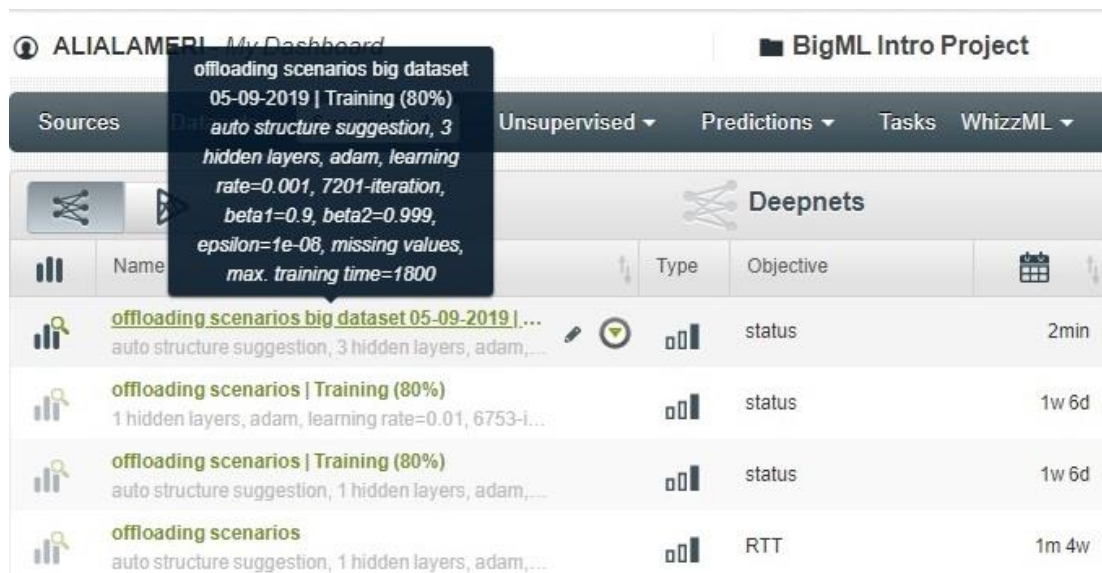 ALIALAMERI - My Dashboard
BigML Intro Project
offloading scenarios big dataset
05-09-2019 | Training (80%)
auto structure suggestion, 3
hidden layers, adam, learning
rate=0.001, 7201-iteration,
beta1=0.9, beta2=0.999,
epsilon=1e-08, missing values,
max. training time=1800
Sources
Unsupervised
Predictions
Tasks
WhizzML
Deepnets
Name
Type
Objective
offloading scenarios big dataset 05-09-2019 | ...
auto structure suggestion, 3 hidden layers, adam,...
status
2min
offloading scenarios | Training (80%)
1 hidden layers, adam, learning rate=0.01, 6753-i...
status
1w 6d
offloading scenarios | Training (80%)
auto structure suggestion, 1 hidden layers, adam,...
status
1w 6d
offloading scenarios
auto structure suggestion, 1 hidden layers, adam,...
RTT
1m 4w